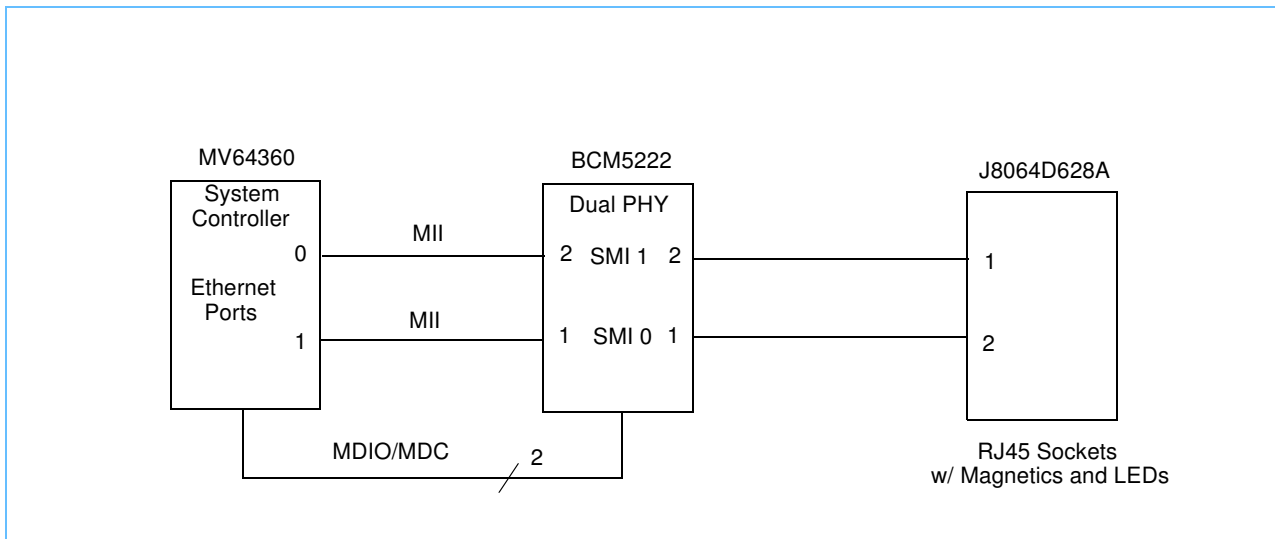 MV64360
System
Controller
0
Ethernet
Ports
1
MII
MII
BCM5222
Dual PHY
2 SMI 1 2
1 SMI 0 1
J8064D628A
1
2
RJ45 Sockets
w/ Magnetics and LEDs
MDIO/MDC 2